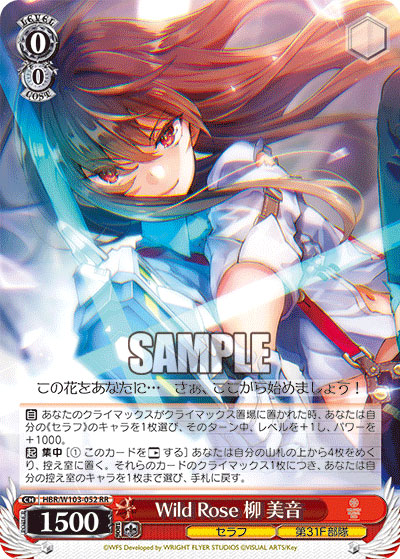 LEVEL
0
0
COST
SAMPLE
この花をあなたに… さぁ、ここから始めましょう！
自 あなたのクライマックスがクライマックス置場に置かれた時、あなたは自
分の《セラフ》のキャラを1枚選び、そのターン中、レベルを＋1し、パワーを
＋1000。
起 集中 ［① このカードを レスト する］ あなたは自分の山札の上から4枚をめく
り、控え室に置く。それらのカードのクライマックス1枚につき、あなたは自
分の控え室のキャラを1枚まで選び、手札に戻す。
CH HBR/W103-052 RR
1500
Wild Rose 柳 美音
セラフ
第31F部隊
©WFS Developed by WRIGHT FLYER STUDIOS ©VISUAL ARTS/Key